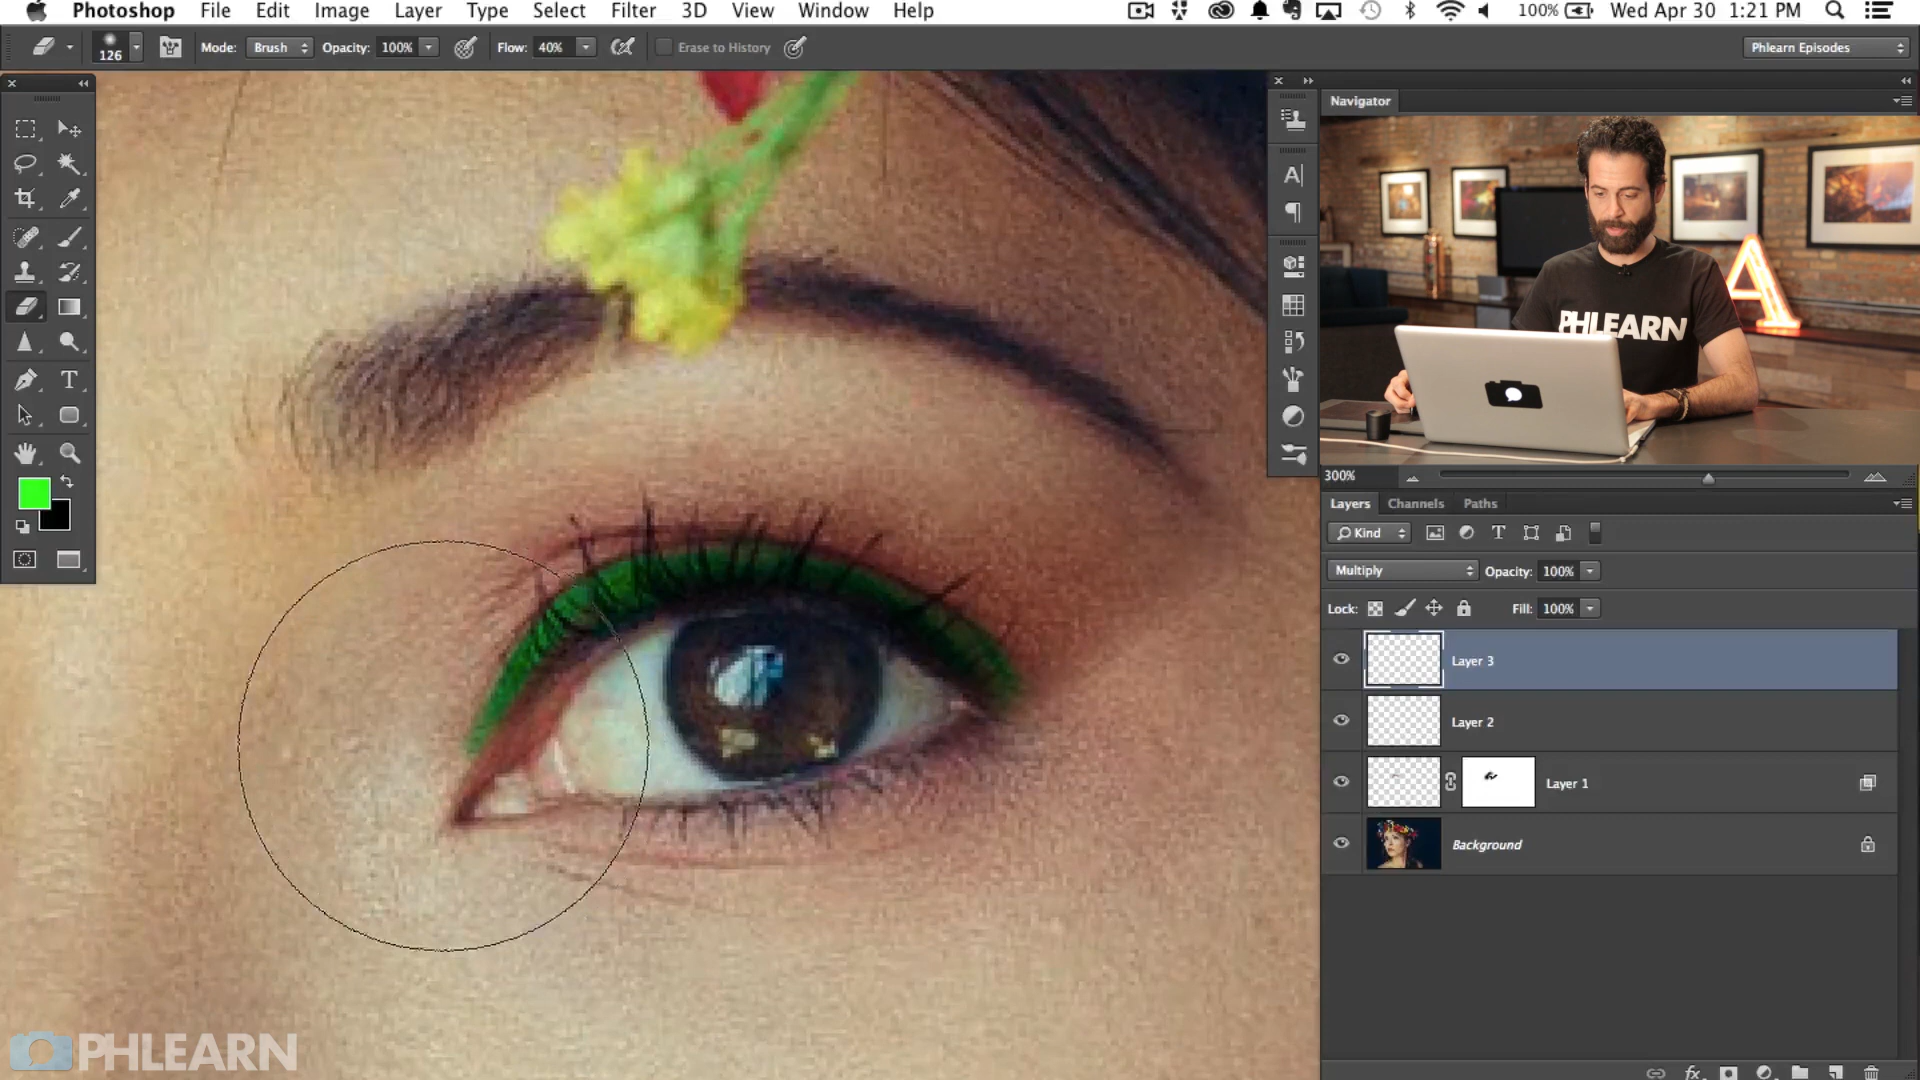 Photoshop File Edit Image Layer Type Select Filter 3D View Window Help 100% Wed Apr 30 1:21 PM
126 Mode: Brush Opacity: 100% Flow: 40% Erase to History Phlearn Episodes
Navigator
A
PHLEARN
300%
Layers Channels Paths
Kind
Multiply Opacity: 100%
Lock: Fill: 100%
Layer 3
Layer 2
Layer 1
Background
fx
PHLEARN